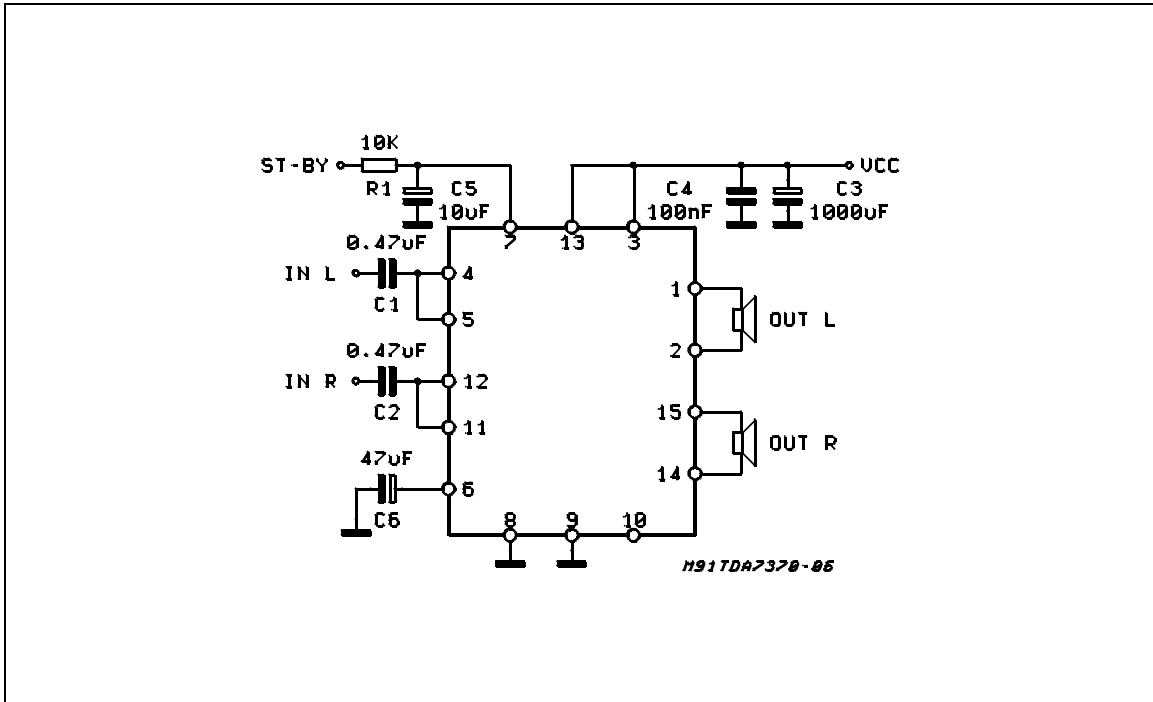 10K
ST-BY
R1
C5
10uF
VCC
C4
100nF
C3
1000uF
7
13
3
0.47uF
IN L
C1
4
5
1
2
OUT L
0.47uF
IN R
C2
12
11
15
14
OUT R
47uF
C6
6
8
9
10
M91TDA7370-06